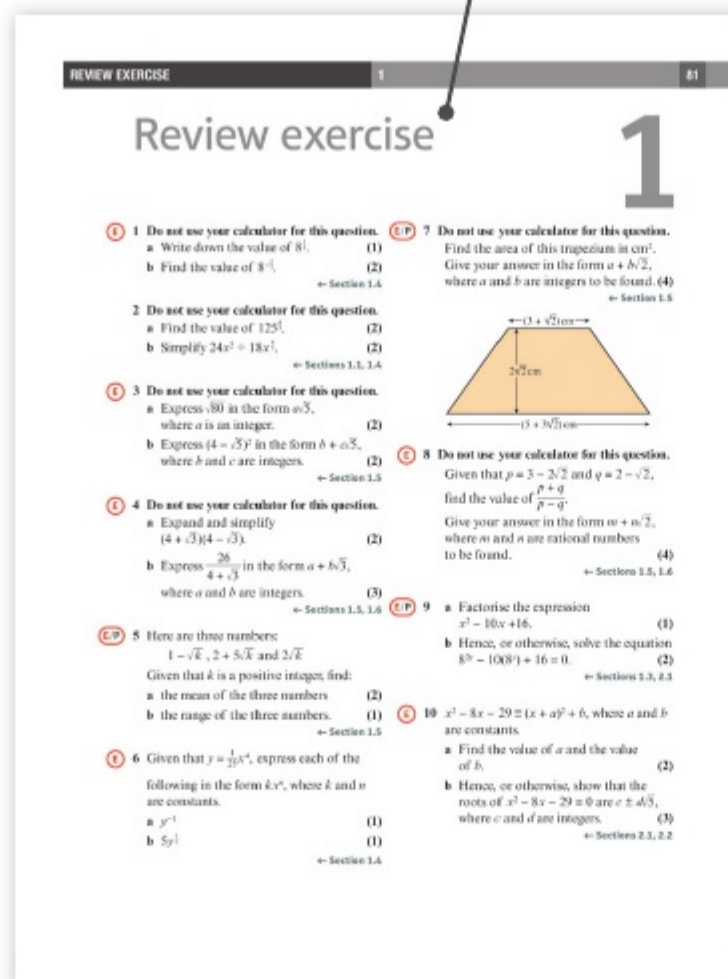 REVIEW EXERCISE 1 81
Review exercise 1
E 1 Do not use your calculator for this question.
a Write down the value of 8
(1)
b Find the value of 8
(2)
← Section 1.4
2 Do not use your calculator for this question.
a Find the value of 125
(2)
b Simplify 24x² ÷ 18x
(2)
← Sections 1.1, 1.4
E 3 Do not use your calculator for this question.
a Express √80 in the form a√5,
where a is an integer. (2)
b Express (4 − √5)² in the form b + c√5,
where b and c are integers. (2)
← Section 1.5
E 4 Do not use your calculator for this question.
a Expand and simplify
(4 + √3)(4 − √3). (2)
b Express 26/(4 + √3) in the form a + b√3,
where a and b are integers. (3)
← Sections 1.5, 1.6
E/P 5 Here are three numbers:
1 − √k, 2 + 5√k and 2√k
Given that k is a positive integer, find:
a the mean of the three numbers (2)
b the range of the three numbers. (1)
← Section 1.5
E 6 Given that y = 1/25 x⁴, express each of the
following in the form kxⁿ, where k and n
are constants.
a y⁻¹ (1)
b 5y
(1)
← Section 1.4
E/P 7 Do not use your calculator for this question.
Find the area of this trapezium in cm².
Give your answer in the form a + b√2,
where a and b are integers to be found. (4)
← Section 1.5
(3 + √2) cm
2√2 cm
(5 + 3√2) cm
E 8 Do not use your calculator for this question.
Given that p = 3 − 2√2 and q = 2 − √2,
find the value of (p + q)/(p − q).
Give your answer in the form m + n√2,
where m and n are rational numbers
to be found. (4)
← Sections 1.5, 1.6
E/P 9 a Factorise the expression
x² − 10x + 16. (1)
b Hence, or otherwise, solve the equation
8²ʸ − 10(8ʸ) + 16 = 0. (2)
← Sections 1.3, 2.1
E 10 x² − 8x − 29 ≡ (x + a)² + b, where a and b
are constants.
a Find the value of a and the value
of b. (2)
b Hence, or otherwise, show that the
roots of x² − 8x − 29 = 0 are c ± d√5,
where c and d are integers. (3)
← Sections 2.1, 2.2